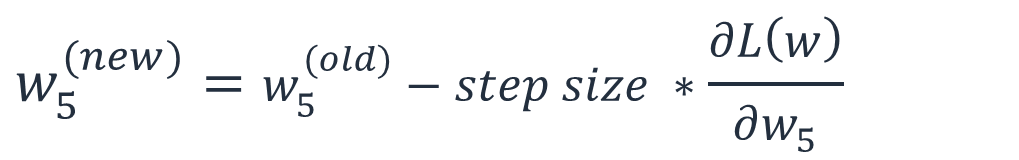 w₅⁽ⁿᵉʷ⁾ = w₅⁽ᵒˡᵈ⁾ − step size * ∂L(w)/∂w₅